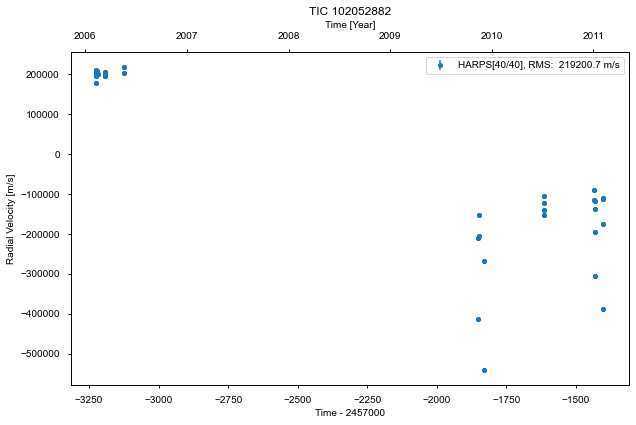 TIC 102052882
Time [Year]
2006 2007 2008 2009 2010 2011
HARPS[40/40], RMS: 219200.7 m/s
200000
100000
0
−100000
−200000
−300000
−400000
−500000
Radial Velocity [m/s]
−3250 −3000 −2750 −2500 −2250 −2000 −1750 −1500
Time - 2457000